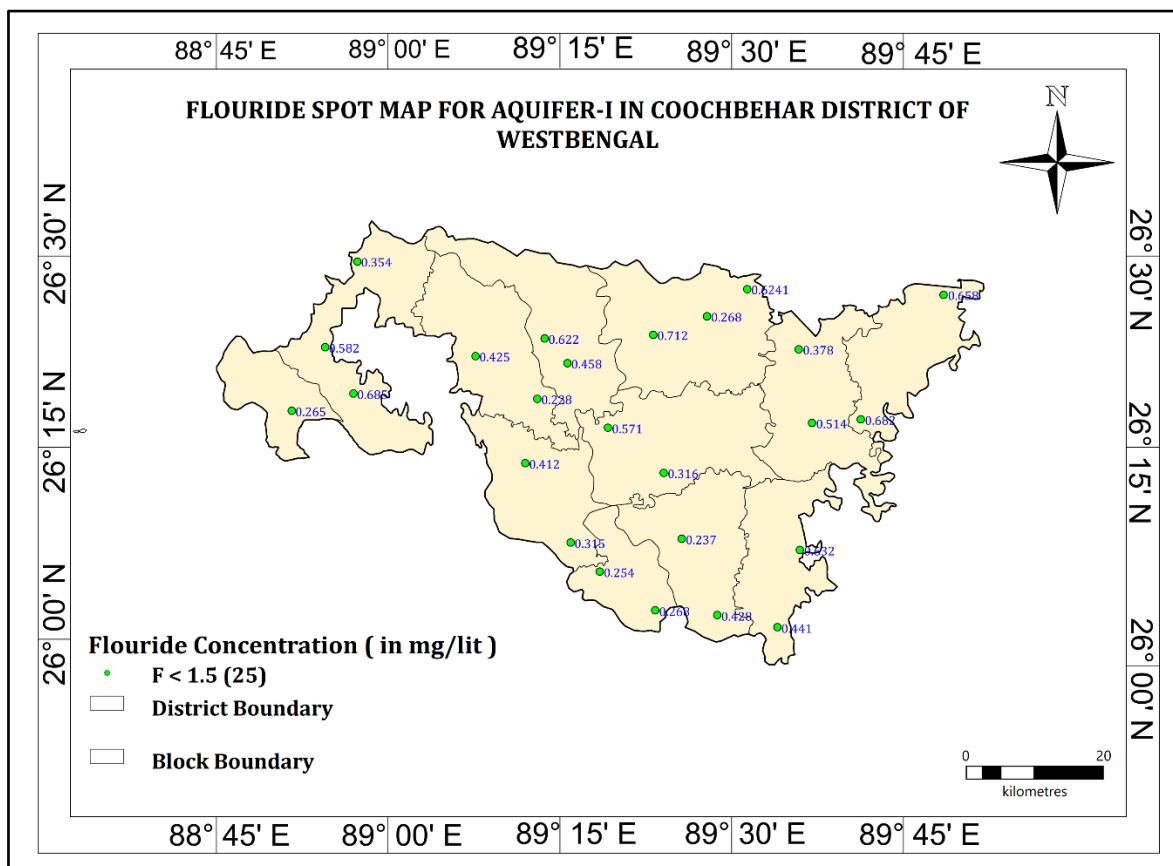 88° 45' E 89° 00' E 89° 15' E 89° 30' E 89° 45' E
FLOURIDE SPOT MAP FOR AQUIFER-I IN COOCHBEHAR DISTRICT OF
WESTBENGAL
N
26° 30' N
26° 30' N
0.354
0.6241
0.658
0.268
0.712
0.622
0.378
0.582
0.425
0.458
0.685
0.228
0.265
0.682
0.514
0.571
26° 15' N
26° 15' N
0.412
0.316
0.237
0.315
0.632
0.254
0.268
0.428
0.441
26° 00' N
26° 00' N
Flouride Concentration ( in mg/lit )
F < 1.5 (25)
District Boundary
Block Boundary
0 20
kilometres
88° 45' E 89° 00' E 89° 15' E 89° 30' E 89° 45' E